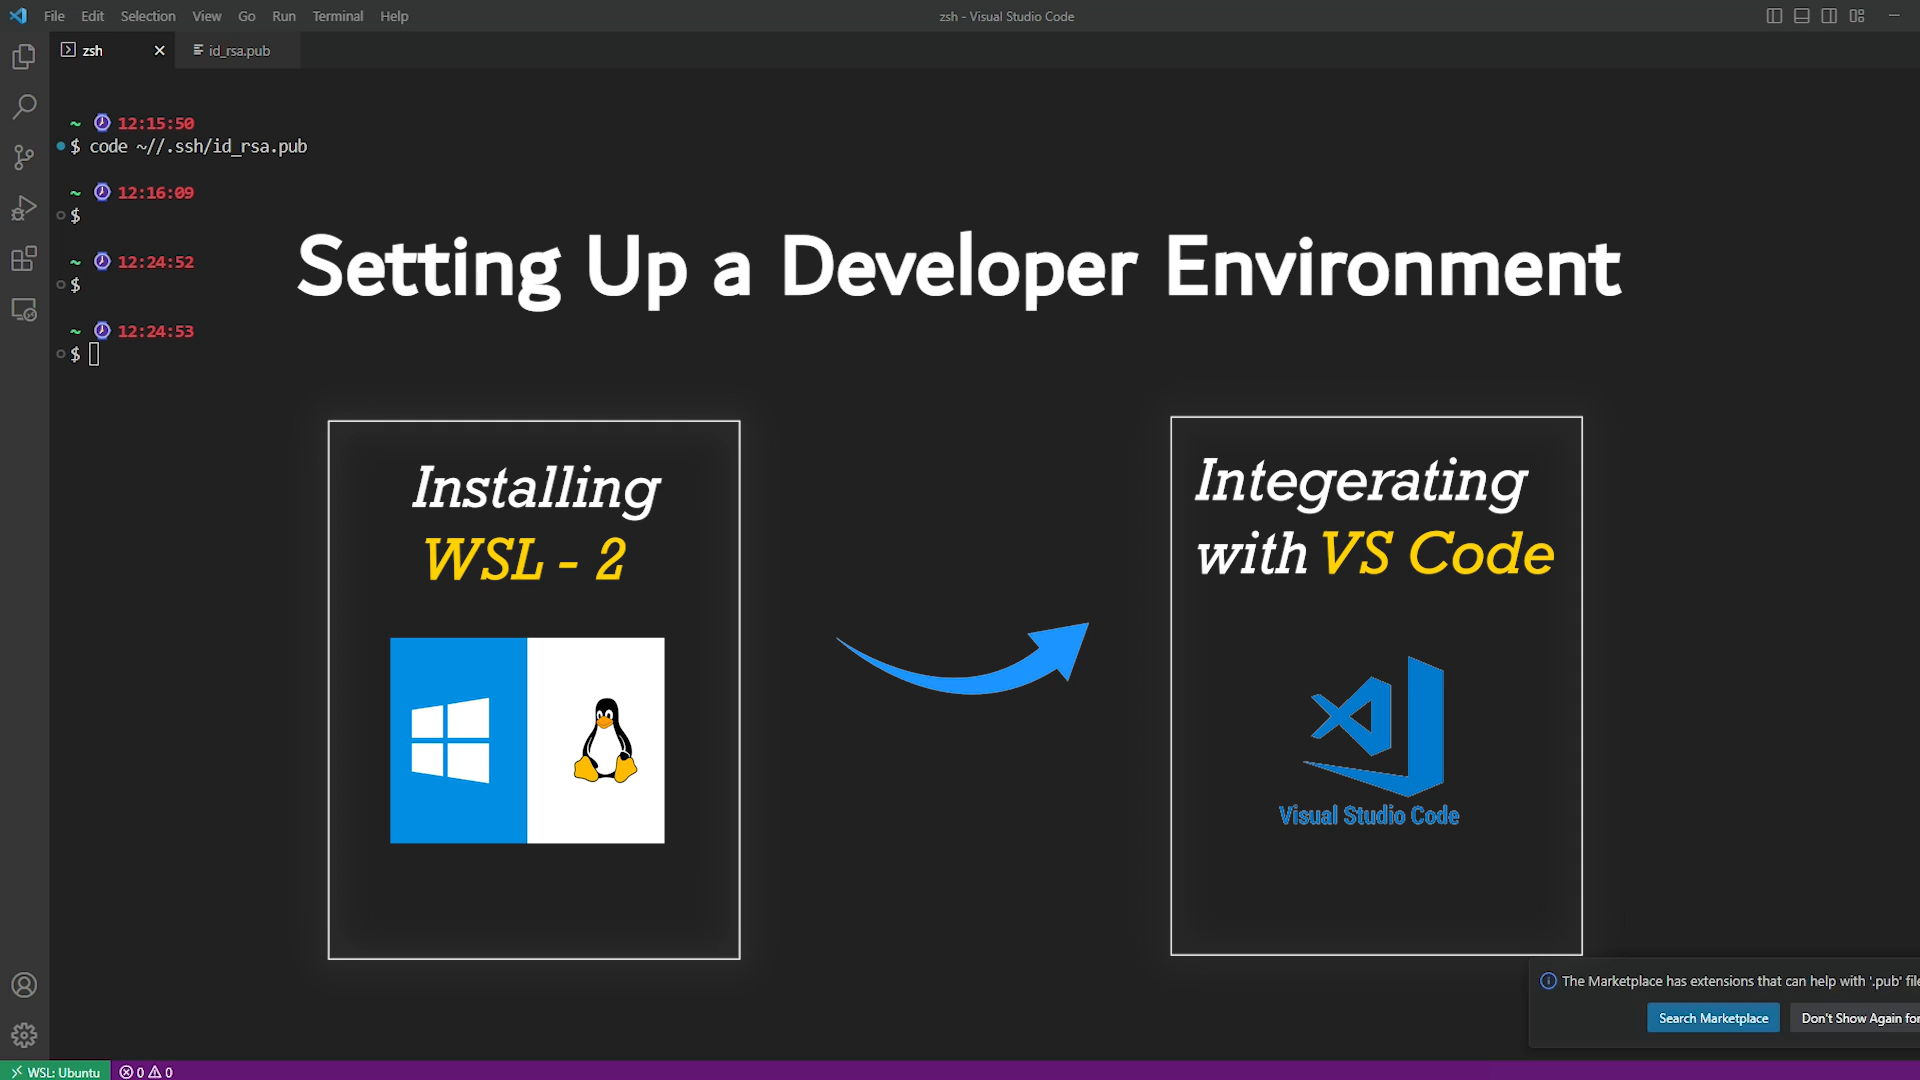 File Edit Selection View Go Run Terminal Help
zsh - Visual Studio Code
zsh
id_rsa.pub
~ 12:15:50
$ code ~//.ssh/id_rsa.pub
~ 12:16:09
$
~ 12:24:52
$
~ 12:24:53
$
Setting Up a Developer Environment
Installing
WSL - 2
Integerating
with VS Code
Visual Studio Code
The Marketplace has extensions that can help with '.pub' file
Search Marketplace
Don't Show Again for
WSL: Ubuntu
0 0